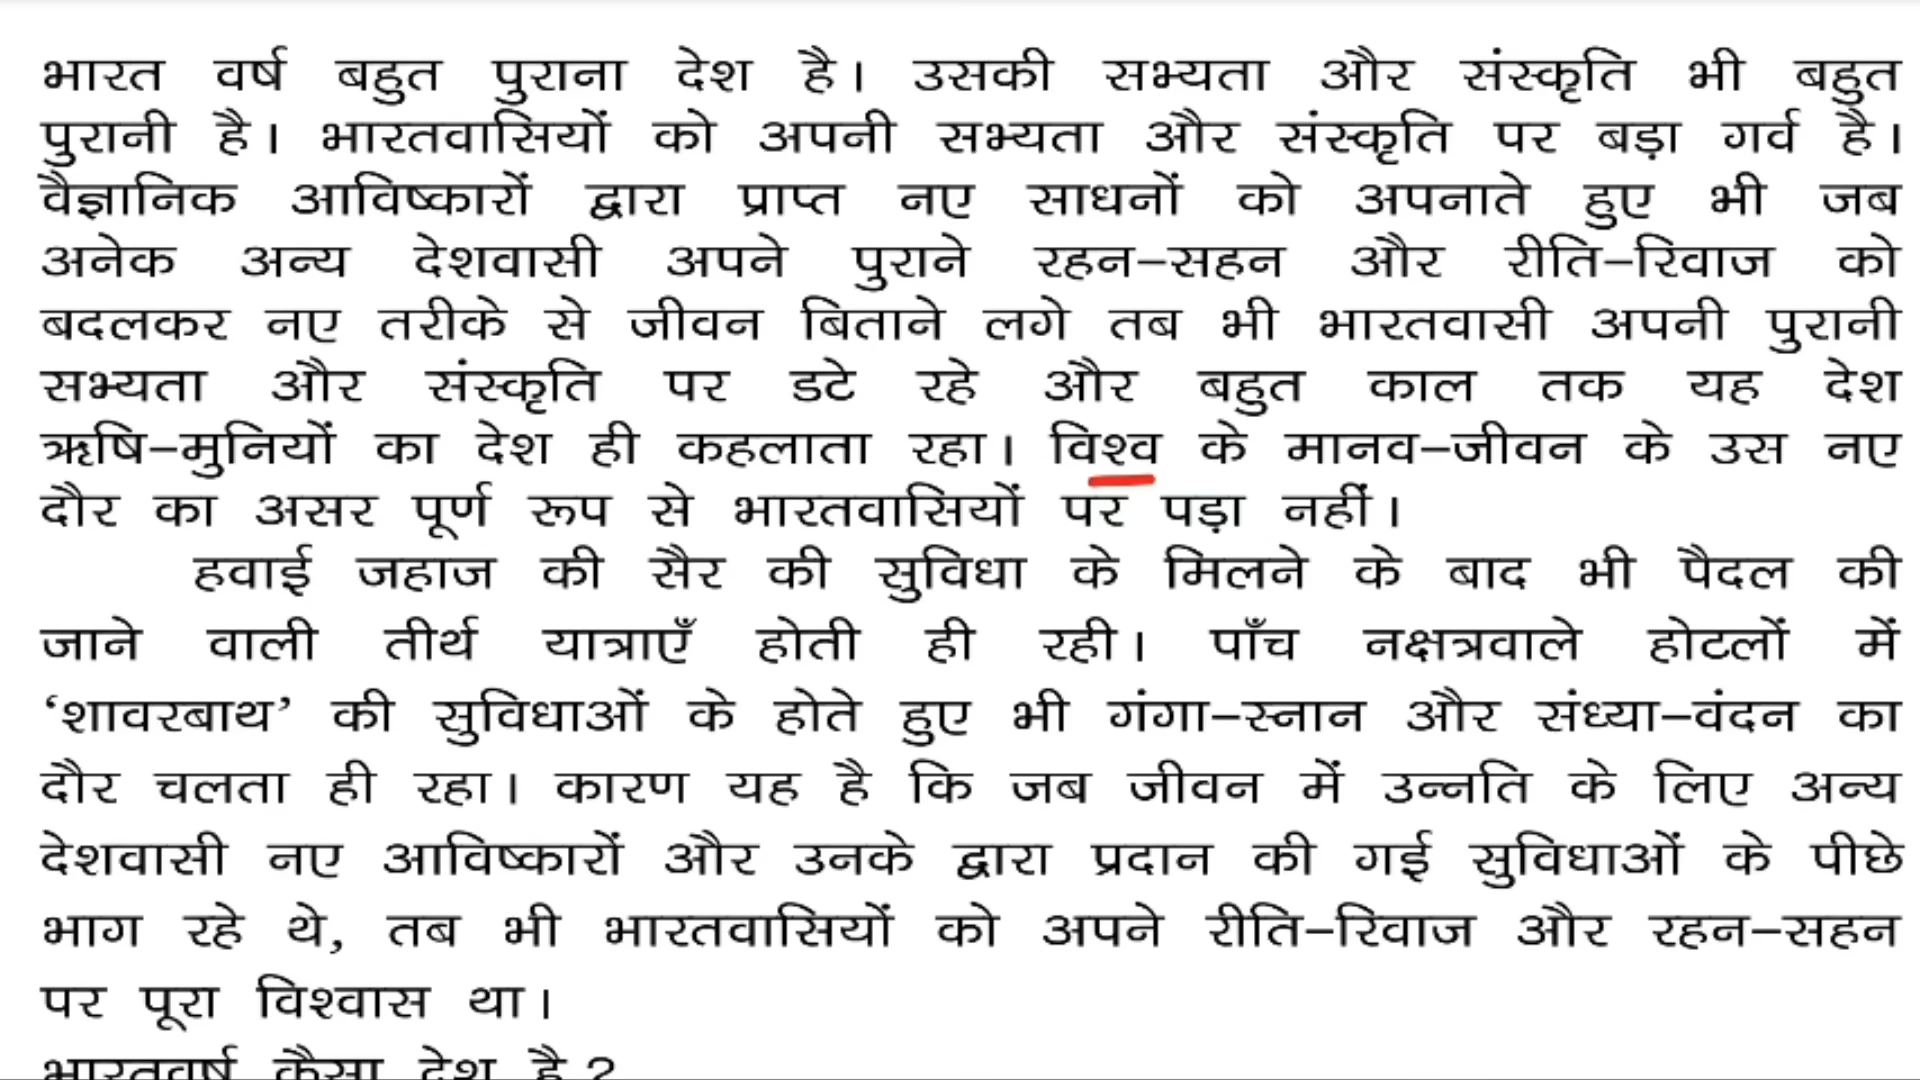 भारत वर्ष बहुत पुराना देश है। उसकी सभ्यता और संस्कृति भी बहुत
पुरानी है। भारतवासियों को अपनी सभ्यता और संस्कृति पर बड़ा गर्व है।
वैज्ञानिक आविष्कारों द्वारा प्राप्त नए साधनों को अपनाते हुए भी जब
अनेक अन्य देशवासी अपने पुराने रहन–सहन और रीति–रिवाज को
बदलकर नए तरीके से जीवन बिताने लगे तब भी भारतवासी अपनी पुरानी
सभ्यता और संस्कृति पर डटे रहे और बहुत काल तक यह देश
ऋषि–मुनियों का देश ही कहलाता रहा। विश्व के मानव–जीवन के उस नए
दौर का असर पूर्ण रूप से भारतवासियों पर पड़ा नहीं।
हवाई जहाज की सैर की सुविधा के मिलने के बाद भी पैदल की
जाने वाली तीर्थ यात्राएँ होती ही रही। पाँच नक्षत्रवाले होटलों में
‘शावरबाथ’ की सुविधाओं के होते हुए भी गंगा–स्नान और संध्या–वंदन का
दौर चलता ही रहा। कारण यह है कि जब जीवन में उन्नति के लिए अन्य
देशवासी नए आविष्कारों और उनके द्वारा प्रदान की गई सुविधाओं के पीछे
भाग रहे थे, तब भी भारतवासियों को अपने रीति–रिवाज और रहन–सहन
पर पूरा विश्वास था।
भारतवर्ष कैसा देश है?